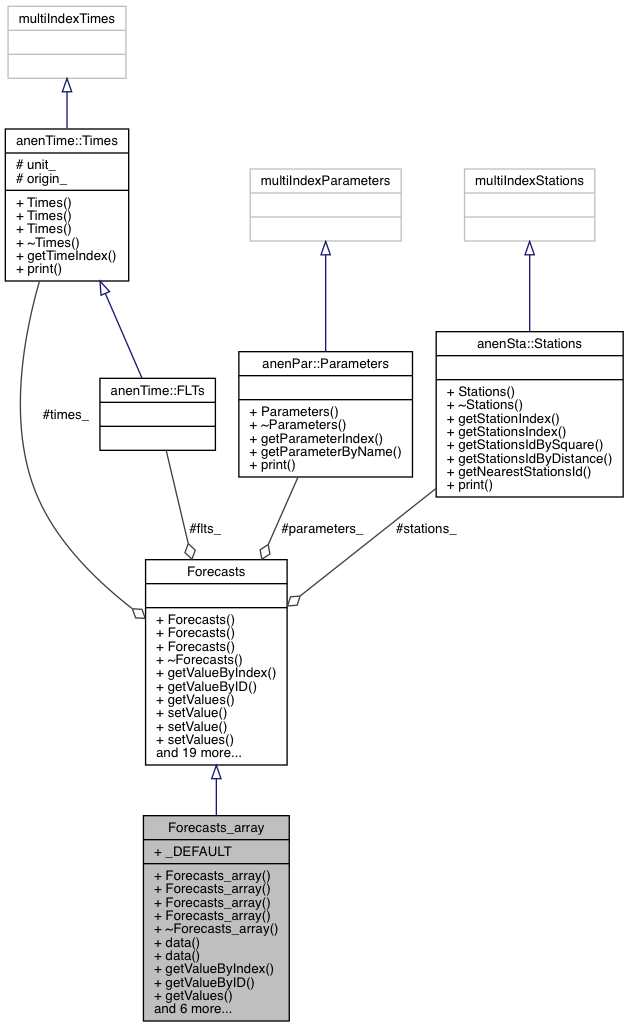 multiIndexTimes
anenTime::Times
# unit_
# origin_
+ Times()
+ Times()
+ Times()
+ ~Times()
+ getTimeIndex()
+ print()
multiIndexParameters
multiIndexStations
anenTime::FLTs
anenPar::Parameters
+ Parameters()
+ ~Parameters()
+ getParameterIndex()
+ getParameterByName()
+ print()
anenSta::Stations
+ Stations()
+ ~Stations()
+ getStationIndex()
+ getStationsIndex()
+ getStationsIdBySquare()
+ getStationsIdByDistance()
+ getNearestStationsId()
+ print()
#times_
#flts_
#parameters_
#stations_
Forecasts
+ Forecasts()
+ Forecasts()
+ Forecasts()
+ ~Forecasts()
+ getValueByIndex()
+ getValueByID()
+ getValues()
+ setValue()
+ setValue()
+ setValues()
and 19 more...
Forecasts_array
+ _DEFAULT
+ Forecasts_array()
+ Forecasts_array()
+ Forecasts_array()
+ Forecasts_array()
+ ~Forecasts_array()
+ data()
+ data()
+ getValueByIndex()
+ getValueByID()
+ getValues()
and 6 more...